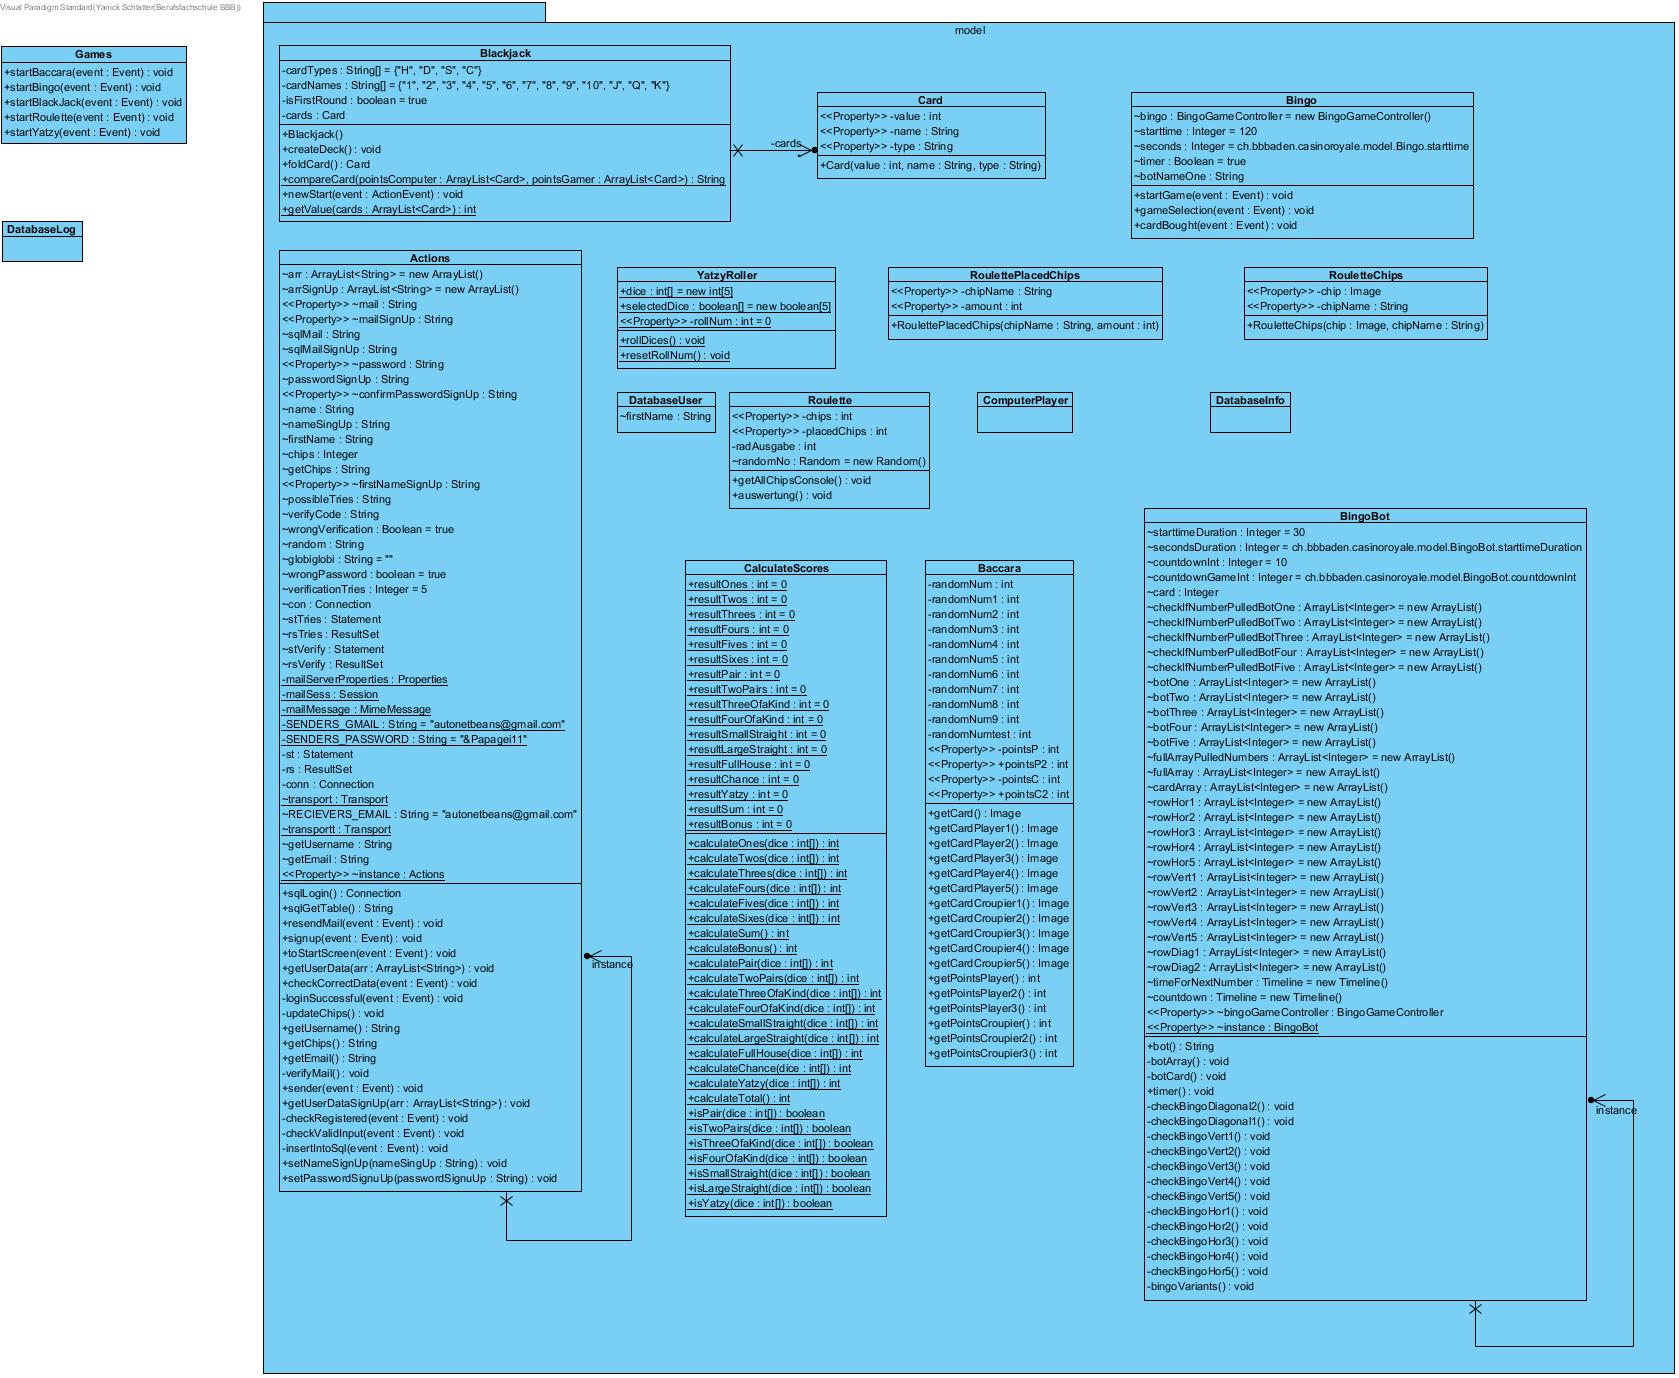 Visual Paradigm Standard(Yanick Schlatter(Berufsfachschule BBB))
model
Games
+startBaccara(event : Event) : void
+startBingo(event : Event) : void
+startBlackJack(event : Event) : void
+startRoulette(event : Event) : void
+startYatzy(event : Event) : void
DatabaseLog
Blackjack
-cardTypes : String[] = {"H", "D", "S", "C"}
-cardNames : String[] = {"1", "2", "3", "4", "5", "6", "7", "8", "9", "10", "J", "Q", "K"}
-isFirstRound : boolean = true
-cards : Card
+Blackjack()
+createDeck() : void
+foldCard() : Card
+compareCard(pointsComputer : ArrayList<Card>, pointsGamer : ArrayList<Card>) : String
+newStart(event : ActionEvent) : void
+getValue(cards : ArrayList<Card>) : int
-cards
Card
<<Property>> -value : int
<<Property>> -name : String
<<Property>> -type : String
+Card(value : int, name : String, type : String)
Bingo
~bingo : BingoGameController = new BingoGameController()
~starttime : Integer = 120
~seconds : Integer = ch.bbbaden.casinoroyale.model.Bingo.starttime
~timer : Boolean = true
~botNameOne : String
+startGame(event : Event) : void
+gameSelection(event : Event) : void
+cardBought(event : Event) : void
Actions
~arr : ArrayList<String> = new ArrayList()
~arrSignUp : ArrayList<String> = new ArrayList()
<<Property>> ~mail : String
<<Property>> ~mailSignUp : String
~sqlMail : String
~sqlMailSignUp : String
<<Property>> ~password : String
~passwordSignUp : String
<<Property>> ~confirmPasswordSignUp : String
~name : String
~nameSingUp : String
~firstName : String
~chips : Integer
~getChips : String
<<Property>> ~firstNameSignUp : String
~possibleTries : String
~verifyCode : String
~wrongVerification : Boolean = true
~random : String
~globiglobi : String = ""
~wrongPassword : boolean = true
~verificationTries : Integer = 5
~con : Connection
~stTries : Statement
~rsTries : ResultSet
~stVerify : Statement
~rsVerify : ResultSet
-mailServerProperties : Properties
-mailSess : Session
-mailMessage : MimeMessage
-SENDERS_GMAIL : String = "autonetbeans@gmail.com"
-SENDERS_PASSWORD : String = "&Papagei11"
-st : Statement
-rs : ResultSet
-conn : Connection
~transport : Transport
~RECIEVERS_EMAIL : String = "autonetbeans@gmail.com"
~transportt : Transport
~getUsername : String
~getEmail : String
<<Property>> ~instance : Actions
+sqlLogin() : Connection
+sqlGetTable() : String
+resendMail(event : Event) : void
+signup(event : Event) : void
+toStartScreen(event : Event) : void
+getUserData(arr : ArrayList<String>) : void
+checkCorrectData(event : Event) : void
-loginSuccessful(event : Event) : void
-updateChips() : void
+getUsername() : String
+getChips() : String
+getEmail() : String
-verifyMail() : void
+sender(event : Event) : void
+getUserDataSignUp(arr : ArrayList<String>) : void
-checkRegistered(event : Event) : void
-checkValidInput(event : Event) : void
-insertIntoSql(event : Event) : void
+setNameSignUp(nameSingUp : String) : void
+setPasswordSignuUp(passwordSignuUp : String) : void
instance
YatzyRoller
+dice : int[] = new int[5]
+selectedDice : boolean[] = new boolean[5]
<<Property>> -rollNum : int = 0
+rollDices() : void
+resetRollNum() : void
RoulettePlacedChips
<<Property>> -chipName : String
<<Property>> -amount : int
+RoulettePlacedChips(chipName : String, amount : int)
RouletteChips
<<Property>> -chip : Image
<<Property>> -chipName : String
+RouletteChips(chip : Image, chipName : String)
DatabaseUser
~firstName : String
Roulette
<<Property>> -chips : int
<<Property>> -placedChips : int
-radAusgabe : int
~randomNo : Random = new Random()
+getAllChipsConsole() : void
+auswertung() : void
ComputerPlayer
DatabaseInfo
CalculateScores
+resultOnes : int = 0
+resultTwos : int = 0
+resultThrees : int = 0
+resultFours : int = 0
+resultFives : int = 0
+resultSixes : int = 0
+resultPair : int = 0
+resultTwoPairs : int = 0
+resultThreeOfaKind : int = 0
+resultFourOfaKind : int = 0
+resultSmallStraight : int = 0
+resultLargeStraight : int = 0
+resultFullHouse : int = 0
+resultChance : int = 0
+resultYatzy : int = 0
+resultSum : int = 0
+resultBonus : int = 0
+calculateOnes(dice : int[]) : int
+calculateTwos(dice : int[]) : int
+calculateThrees(dice : int[]) : int
+calculateFours(dice : int[]) : int
+calculateFives(dice : int[]) : int
+calculateSixes(dice : int[]) : int
+calculateSum() : int
+calculateBonus() : int
+calculatePair(dice : int[]) : int
+calculateTwoPairs(dice : int[]) : int
+calculateThreeOfaKind(dice : int[]) : int
+calculateFourOfaKind(dice : int[]) : int
+calculateSmallStraight(dice : int[]) : int
+calculateLargeStraight(dice : int[]) : int
+calculateFullHouse(dice : int[]) : int
+calculateChance(dice : int[]) : int
+calculateYatzy(dice : int[]) : int
+calculateTotal() : int
+isPair(dice : int[]) : boolean
+isTwoPairs(dice : int[]) : boolean
+isThreeOfaKind(dice : int[]) : boolean
+isFourOfaKind(dice : int[]) : boolean
+isSmallStraight(dice : int[]) : boolean
+isLargeStraight(dice : int[]) : boolean
+isYatzy(dice : int[]) : boolean
Baccara
-randomNum : int
-randomNum1 : int
-randomNum2 : int
-randomNum3 : int
-randomNum4 : int
-randomNum5 : int
-randomNum6 : int
-randomNum7 : int
-randomNum8 : int
-randomNum9 : int
-randomNumtest : int
<<Property>> -pointsP : int
<<Property>> +pointsP2 : int
<<Property>> -pointsC : int
<<Property>> +pointsC2 : int
+getCard() : Image
+getCardPlayer1() : Image
+getCardPlayer2() : Image
+getCardPlayer3() : Image
+getCardPlayer4() : Image
+getCardPlayer5() : Image
+getCardCroupier1() : Image
+getCardCroupier2() : Image
+getCardCroupier3() : Image
+getCardCroupier4() : Image
+getCardCroupier5() : Image
+getPointsPlayer() : int
+getPointsPlayer2() : int
+getPointsPlayer3() : int
+getPointsCroupier() : int
+getPointsCroupier2() : int
+getPointsCroupier3() : int
BingoBot
~starttimeDuration : Integer = 30
~secondsDuration : Integer = ch.bbbaden.casinoroyale.model.BingoBot.starttimeDuration
~countdownInt : Integer = 10
~countdownGameInt : Integer = ch.bbbaden.casinoroyale.model.BingoBot.countdownInt
~card : Integer
~checkIfNumberPulledBotOne : ArrayList<Integer> = new ArrayList()
~checkIfNumberPulledBotTwo : ArrayList<Integer> = new ArrayList()
~checkIfNumberPulledBotThree : ArrayList<Integer> = new ArrayList()
~checkIfNumberPulledBotFour : ArrayList<Integer> = new ArrayList()
~checkIfNumberPulledBotFive : ArrayList<Integer> = new ArrayList()
~botOne : ArrayList<Integer> = new ArrayList()
~botTwo : ArrayList<Integer> = new ArrayList()
~botThree : ArrayList<Integer> = new ArrayList()
~botFour : ArrayList<Integer> = new ArrayList()
~botFive : ArrayList<Integer> = new ArrayList()
~fullArrayPulledNumbers : ArrayList<Integer> = new ArrayList()
~fullArray : ArrayList<Integer> = new ArrayList()
~cardArray : ArrayList<Integer> = new ArrayList()
~rowHor1 : ArrayList<Integer> = new ArrayList()
~rowHor2 : ArrayList<Integer> = new ArrayList()
~rowHor3 : ArrayList<Integer> = new ArrayList()
~rowHor4 : ArrayList<Integer> = new ArrayList()
~rowHor5 : ArrayList<Integer> = new ArrayList()
~rowVert1 : ArrayList<Integer> = new ArrayList()
~rowVert2 : ArrayList<Integer> = new ArrayList()
~rowVert3 : ArrayList<Integer> = new ArrayList()
~rowVert4 : ArrayList<Integer> = new ArrayList()
~rowVert5 : ArrayList<Integer> = new ArrayList()
~rowDiag1 : ArrayList<Integer> = new ArrayList()
~rowDiag2 : ArrayList<Integer> = new ArrayList()
~timeForNextNumber : Timeline = new Timeline()
~countdown : Timeline = new Timeline()
<<Property>> ~bingoGameController : BingoGameController
<<Property>> ~instance : BingoBot
+bot() : String
-botArray() : void
-botCard() : void
+timer() : void
-checkBingoDiagonal2() : void
-checkBingoDiagonal1() : void
-checkBingoVert1() : void
-checkBingoVert2() : void
-checkBingoVert3() : void
-checkBingoVert4() : void
-checkBingoVert5() : void
-checkBingoHor1() : void
-checkBingoHor2() : void
-checkBingoHor3() : void
-checkBingoHor4() : void
-checkBingoHor5() : void
-bingoVariants() : void
instance